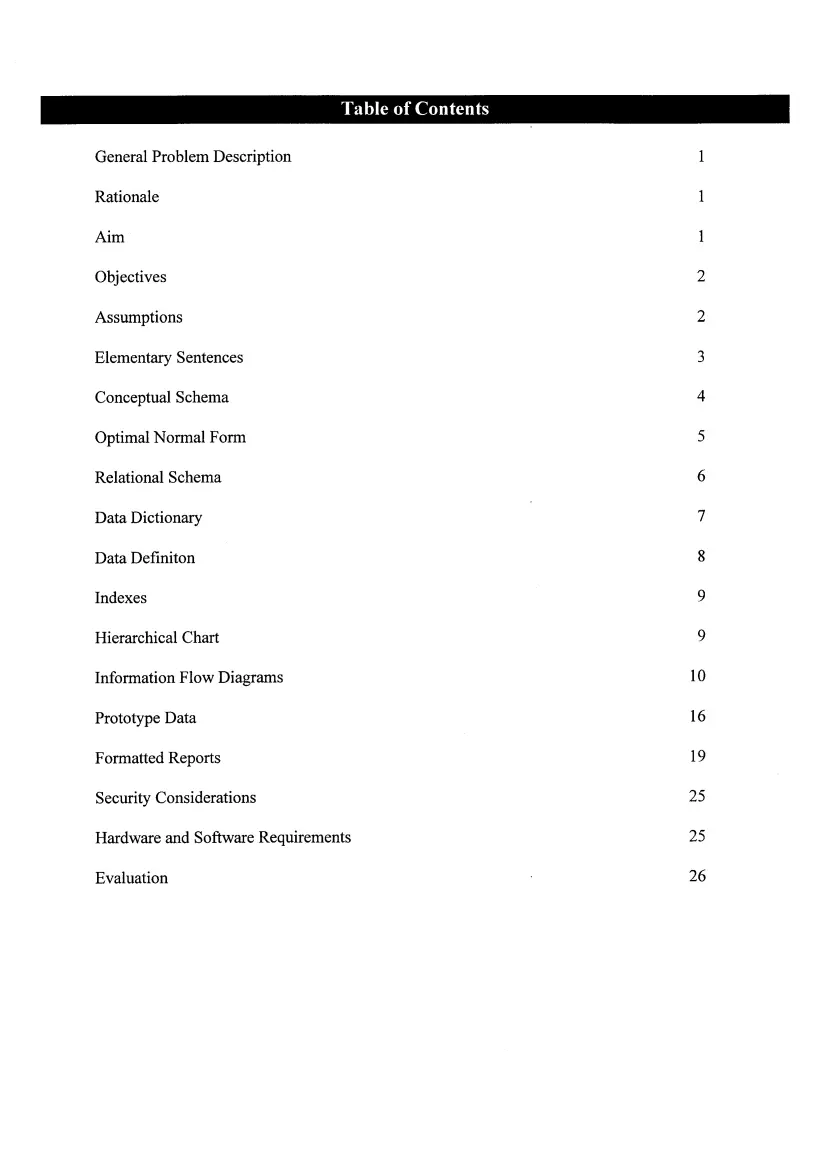 Table of Contents
General Problem Description 1
Rationale 1
Aim 1
Objectives 2
Assumptions 2
Elementary Sentences 3
Conceptual Schema 4
Optimal Normal Form 5
Relational Schema 6
Data Dictionary 7
Data Definiton 8
Indexes 9
Hierarchical Chart 9
Information Flow Diagrams 10
Prototype Data 16
Formatted Reports 19
Security Considerations 25
Hardware and Software Requirements 25
Evaluation 26